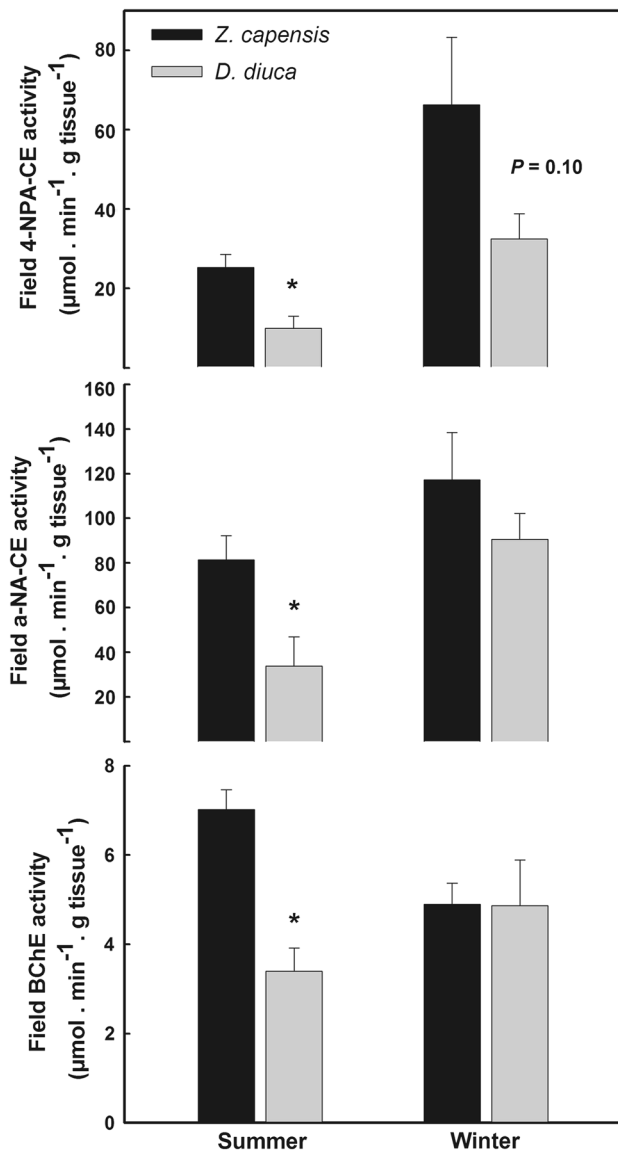 Z. capensis
D. diuca
Field 4-NPA-CE activity
(µmol . min⁻¹ . g tissue⁻¹)
80
60
40
20
*
P = 0.10
Field a-NA-CE activity
(µmol . min⁻¹ . g tissue⁻¹)
160
140
120
100
80
60
40
20
*
Field BChE activity
(µmol . min⁻¹ . g tissue⁻¹)
8
6
4
2
0
*
Summer
Winter